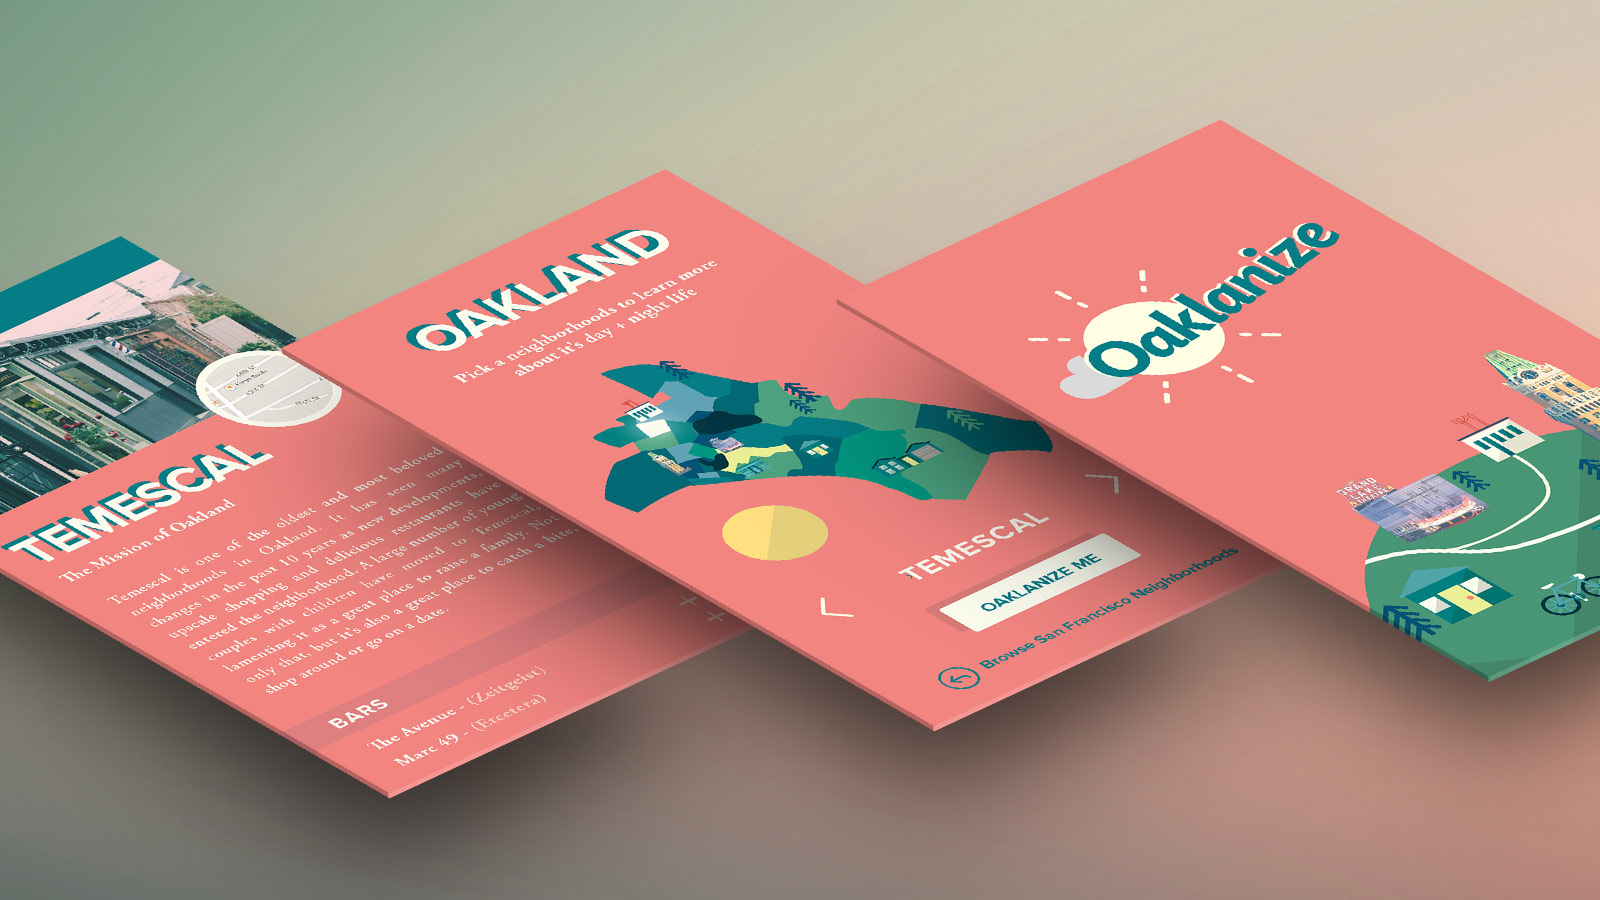 TEMESCAL
The Mission of Oakland
Temescal is one of the oldest and most beloved
neighborhoods in Oakland. It has seen many
changes in the past 10 years as new developments,
upscale shopping and delicious restaurants have
entered the neighborhood. A large number of young
couples with children have moved to Temescal,
lamenting it as a great place to raise a family. Not
only that, but it's also a great place to catch a bite,
shop around or go on a date.
BARS
The Avenue - (Zeitgeist)
Marc 49 - (Etcetera)
OAKLAND
Pick a neighborhoods to learn more
about it's day + night life
TEMESCAL
OAKLANIZE ME
Browse San Francisco Neighborhoods
Oaklanize
GRAND
LAKE